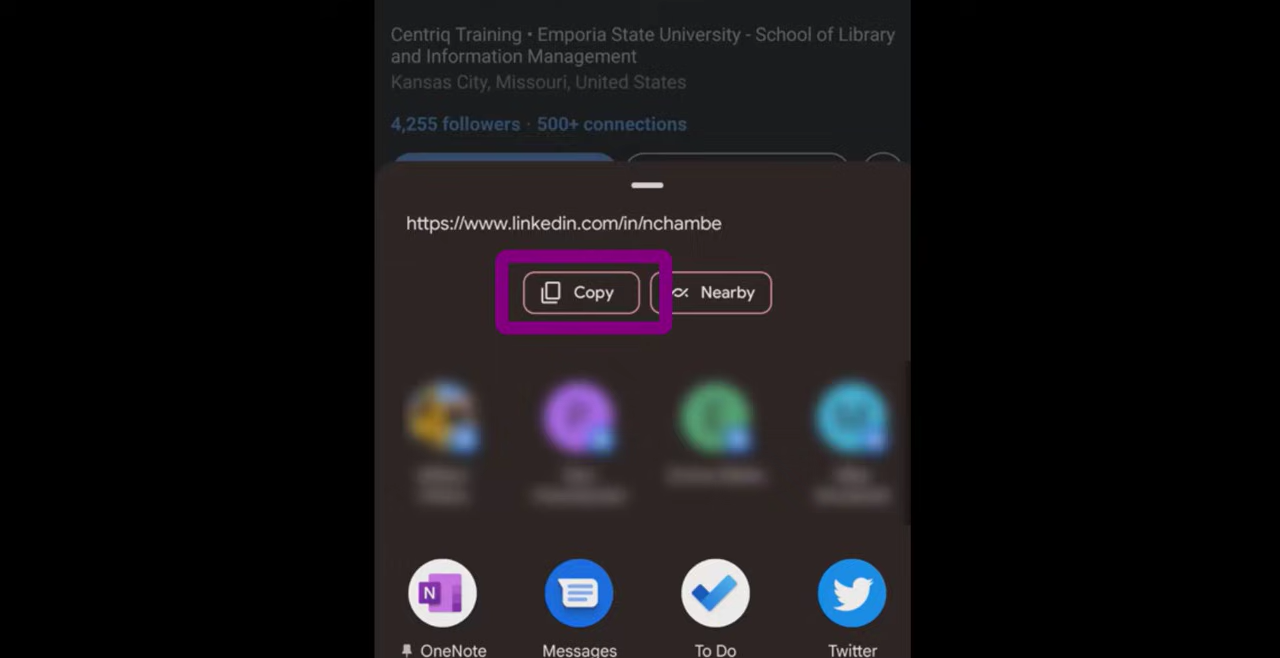 Centriq Training • Emporia State University - School of Library
and Information Management
Kansas City, Missouri, United States
4,255 followers · 500+ connections
https://www.linkedin.com/in/nchambe
Copy
Nearby
N
OneNote
Messages
To Do
Twitter